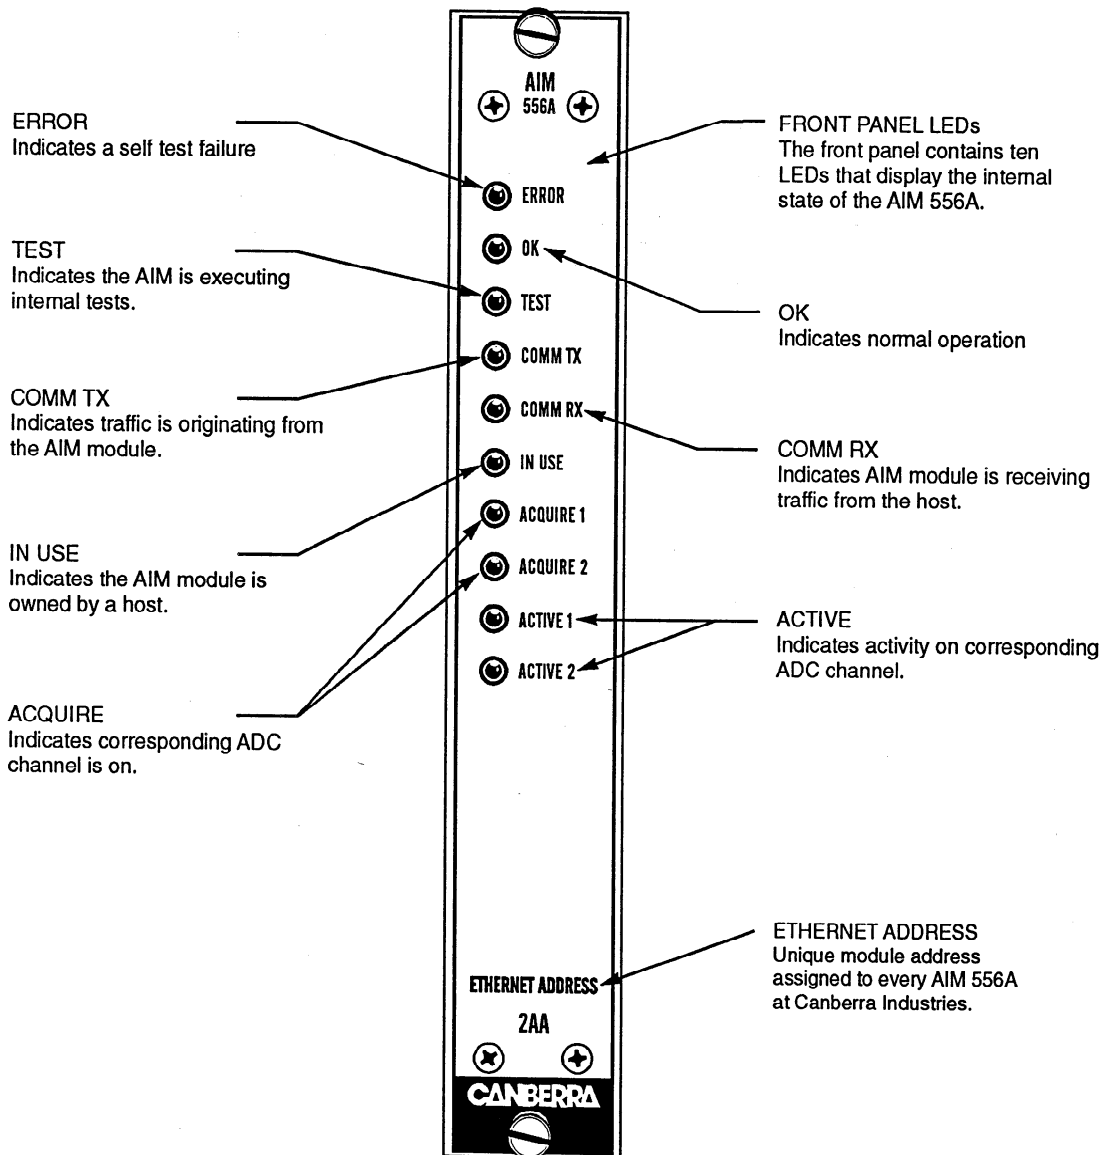 ERROR
Indicates a self test failure
TEST
Indicates the AIM is executing
internal tests.
COMM TX
Indicates traffic is originating from
the AIM module.
IN USE
Indicates the AIM module is
owned by a host.
ACQUIRE
Indicates corresponding ADC
channel is on.
AIM
556A
ERROR
OK
TEST
COMM TX
COMM RX
IN USE
ACQUIRE 1
ACQUIRE 2
ACTIVE 1
ACTIVE 2
ETHERNET ADDRESS
2AA
CANBERRA
FRONT PANEL LEDs
The front panel contains ten
LEDs that display the internal
state of the AIM 556A.
OK
Indicates normal operation
COMM RX
Indicates AIM module is receiving
traffic from the host.
ACTIVE
Indicates activity on corresponding
ADC channel.
ETHERNET ADDRESS
Unique module address
assigned to every AIM 556A
at Canberra Industries.